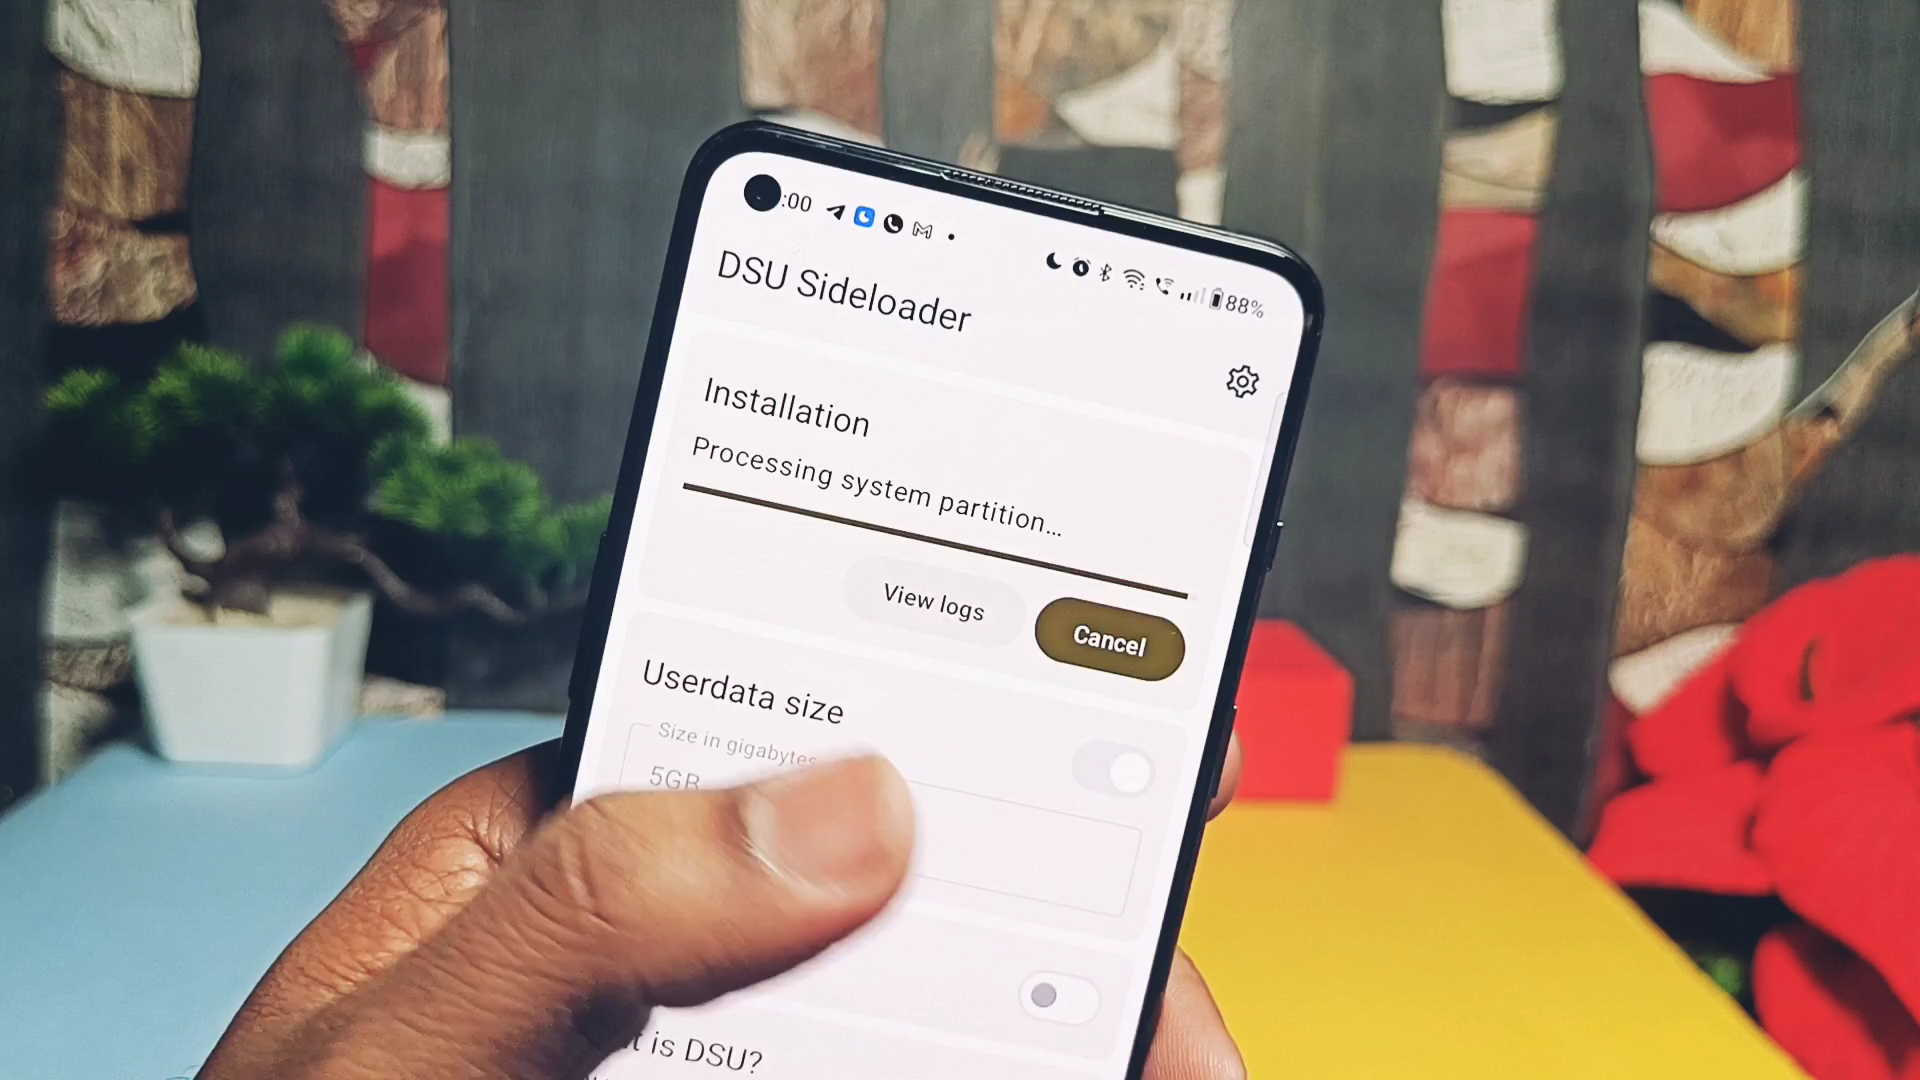 :00
88%
DSU Sideloader
Installation
Processing system partition...
View logs
Cancel
Userdata size
Size in gigabytes
5GB
is DSU?